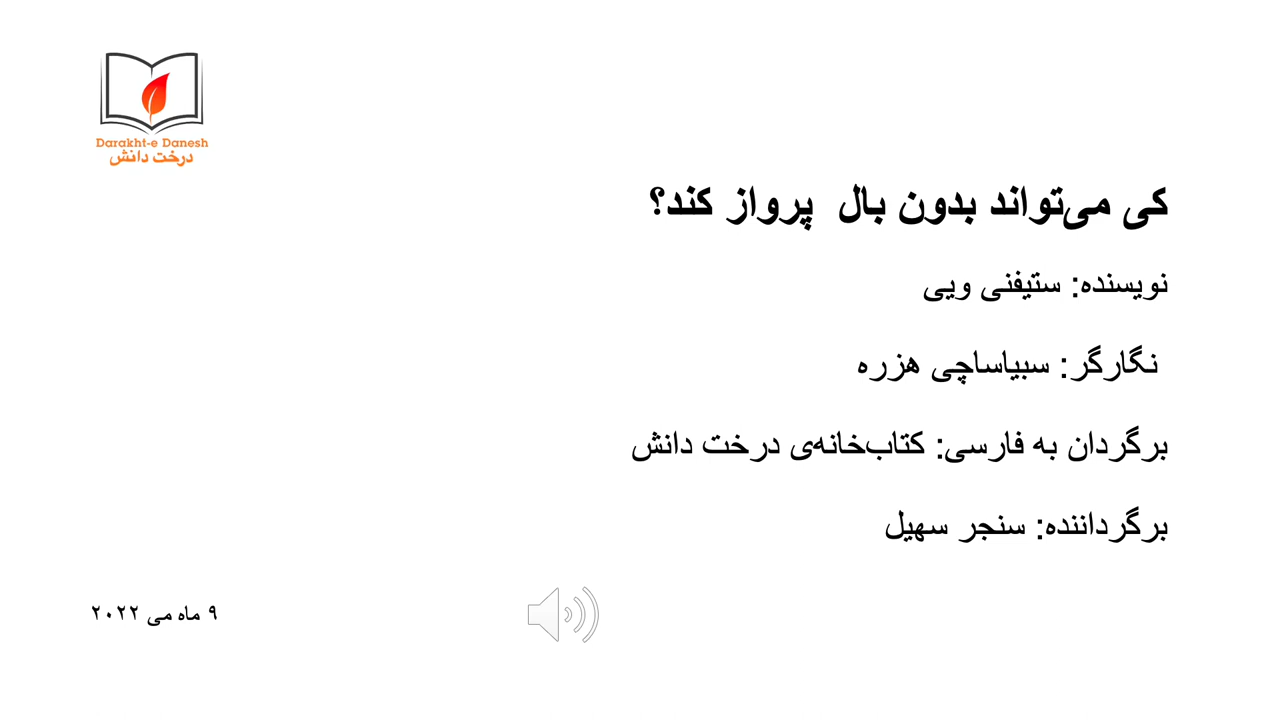 Darakht-e Danesh
درخت دانش
کی می‌تواند بدون بال پرواز کند؟
نویسنده: ستیفنی ویی
نگارگر: سبیاساچی هزره
برگردان به فارسی: کتاب‌خانه‌ی درخت دانش
برگرداننده: سنجر سهیل
۹ ماه می ۲۰۲۲